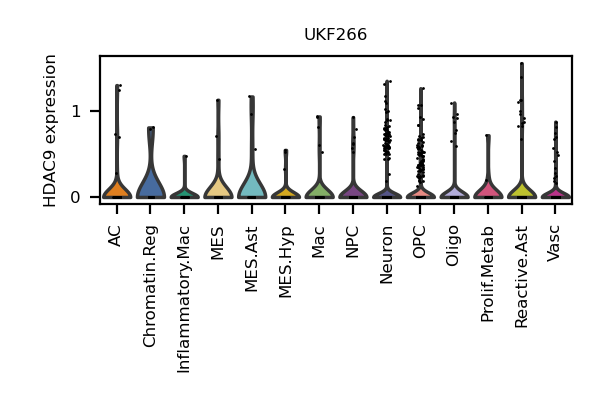 UKF266
HDAC9 expression
1
0
AC
Chromatin.Reg
Inflammatory.Mac
MES
MES.Ast
MES.Hyp
Mac
NPC
Neuron
OPC
Oligo
Prolif.Metab
Reactive.Ast
Vasc